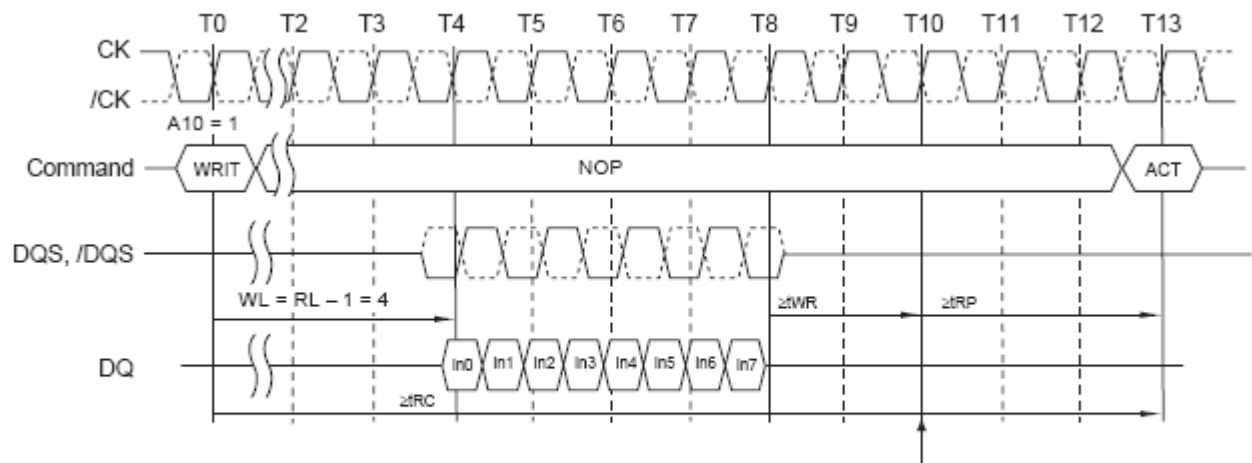 T0 T2 T3 T4 T5 T6 T7 T8 T9 T10 T11 T12 T13
CK
/CK
A10 = 1
Command WRIT NOP ACT
DQS, /DQS
WL = RL – 1 = 4 ≥tWR ≥tRP
DQ In0 In1 In2 In3 In4 In5 In6 In7
≥tRC